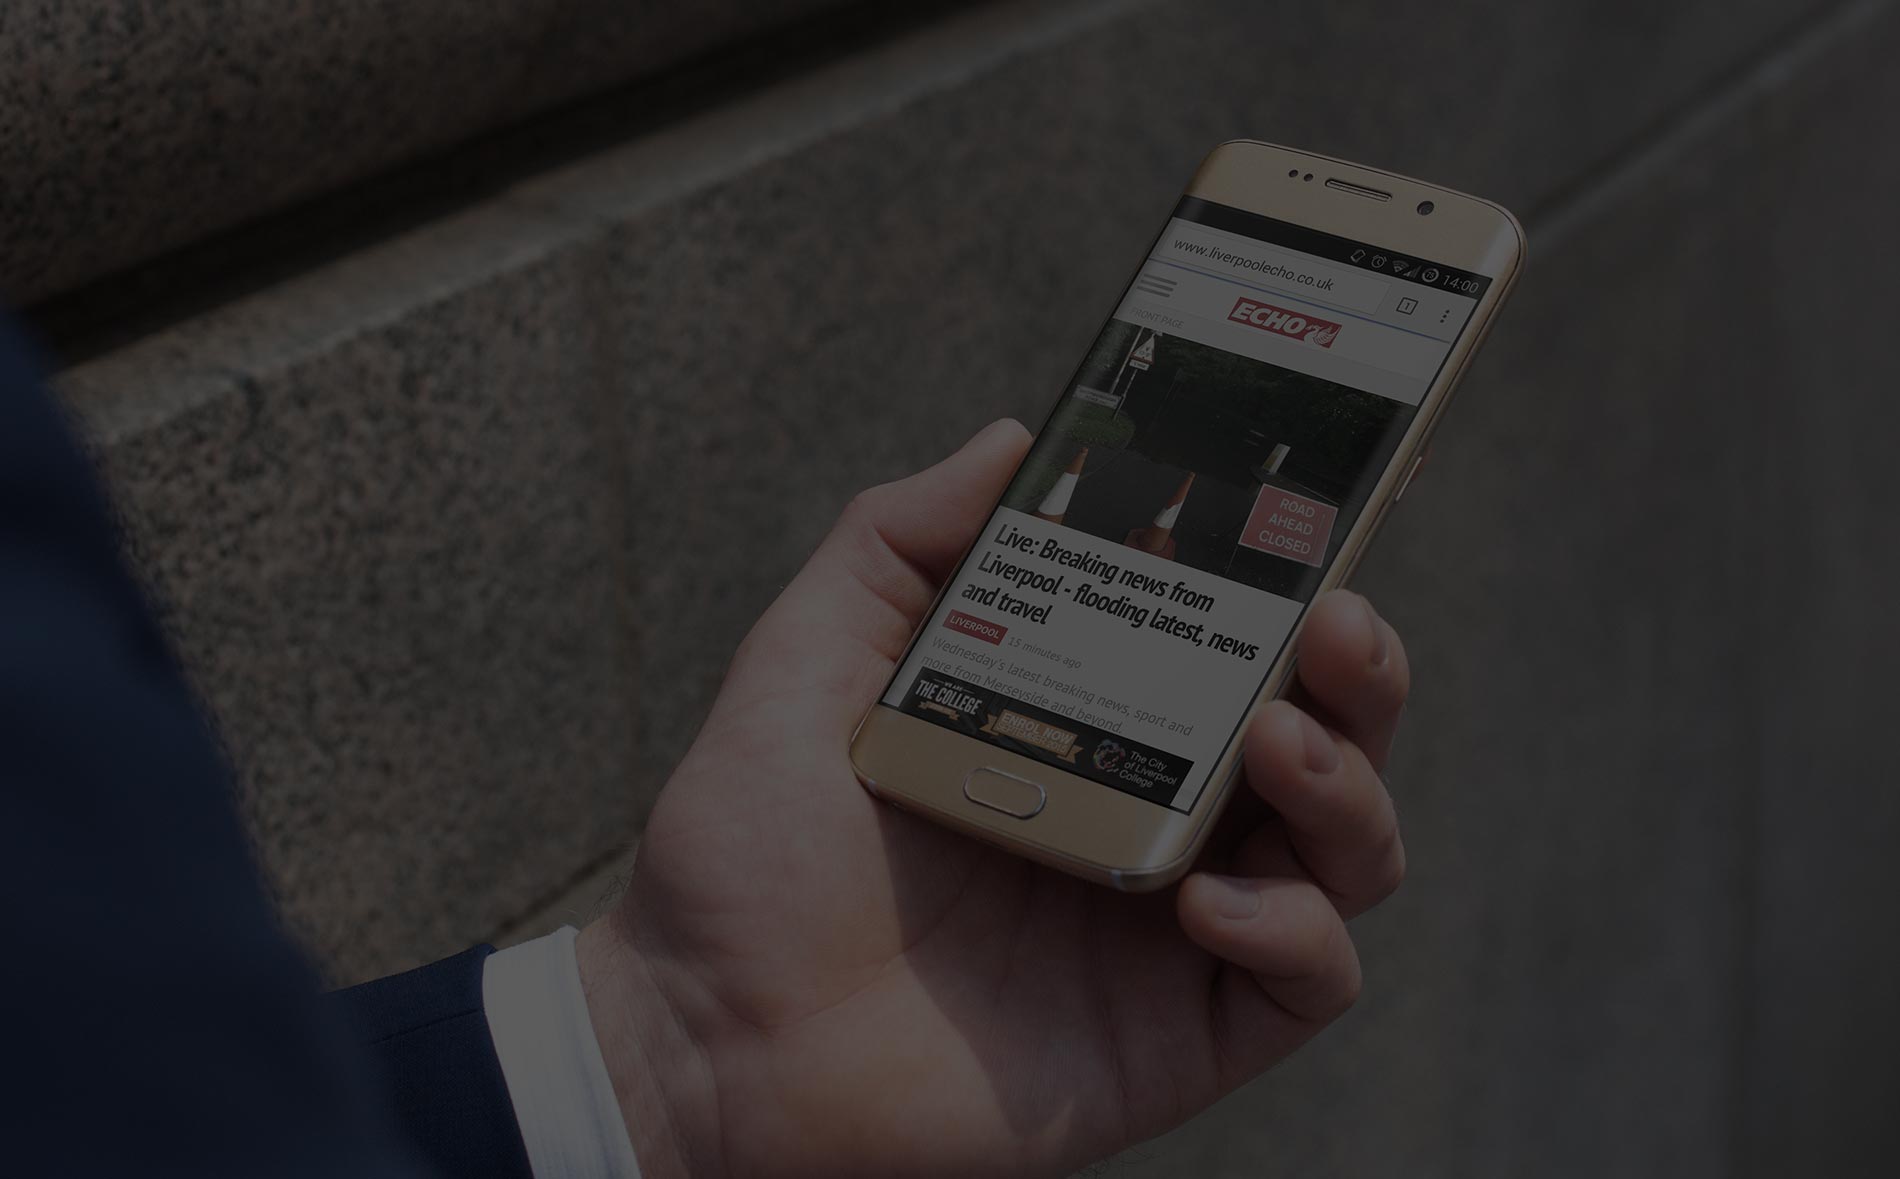 14:00
www.liverpoolecho.co.uk
1
ECHO
FRONT PAGE
ROAD
AHEAD
CLOSED
Live: Breaking news from
Liverpool - flooding latest, news
and travel
LIVERPOOL 15 minutes ago
Wednesday's latest breaking news, sport and
more from Merseyside and beyond.
WE ARE
THE COLLEGE
ENROL NOW
The City
of Liverpool
College